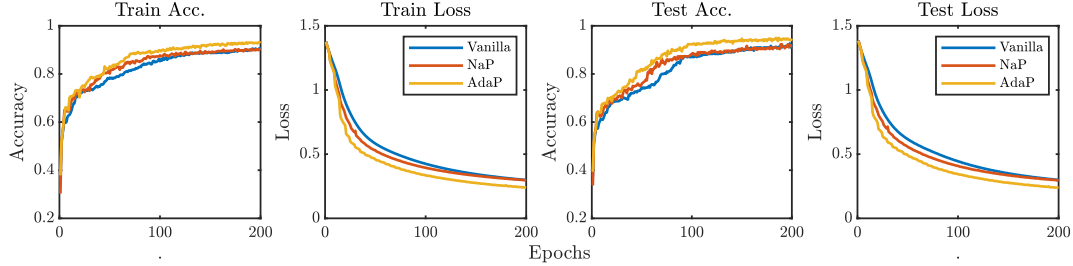 Train Acc.
Train Loss
Test Acc.
Test Loss
1
0.8
0.6
0.4
0.2
Accuracy
0
100
200
.
1.5
1
0.5
0
Loss
Vanilla
NaP
AdaP
0
100
200
1
0.8
0.6
0.4
0.2
Accuracy
0
100
200
1.5
1
0.5
0
Loss
Vanilla
NaP
AdaP
0
100
200
.
Epochs